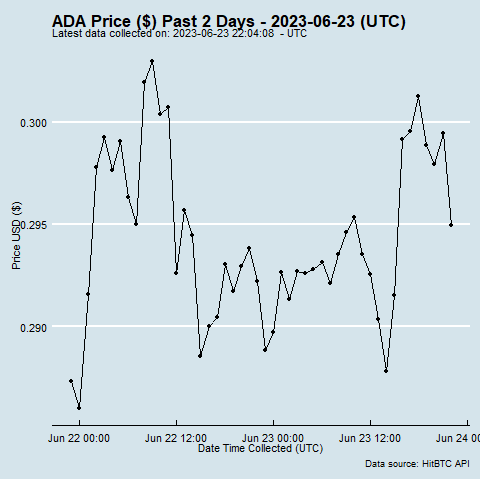 ADA Price ($) Past 2 Days - 2023-06-23 (UTC)
Latest data collected on: 2023-06-23 22:04:08 - UTC
0.300
0.295
0.290
Price USD ($)
Jun 22 00:00 Jun 22 12:00 Jun 23 00:00 Jun 23 12:00 Jun 24 00
Date Time Collected (UTC)
Data source: HitBTC API